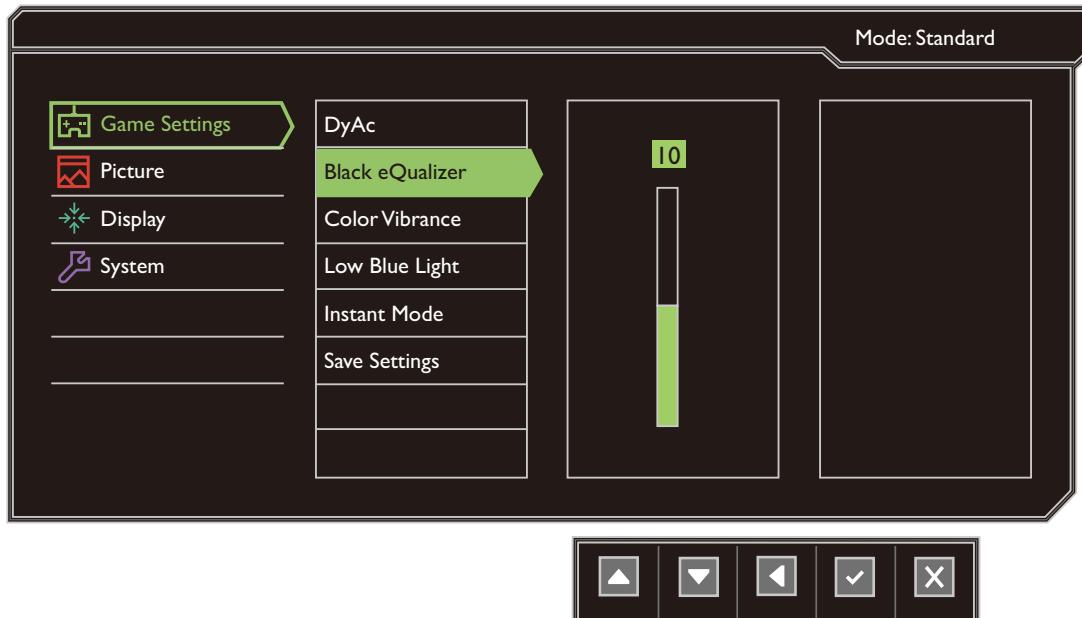 Mode: Standard
Game Settings
Picture
Display
System
DyAc
Black eQualizer
Color Vibrance
Low Blue Light
Instant Mode
Save Settings
10